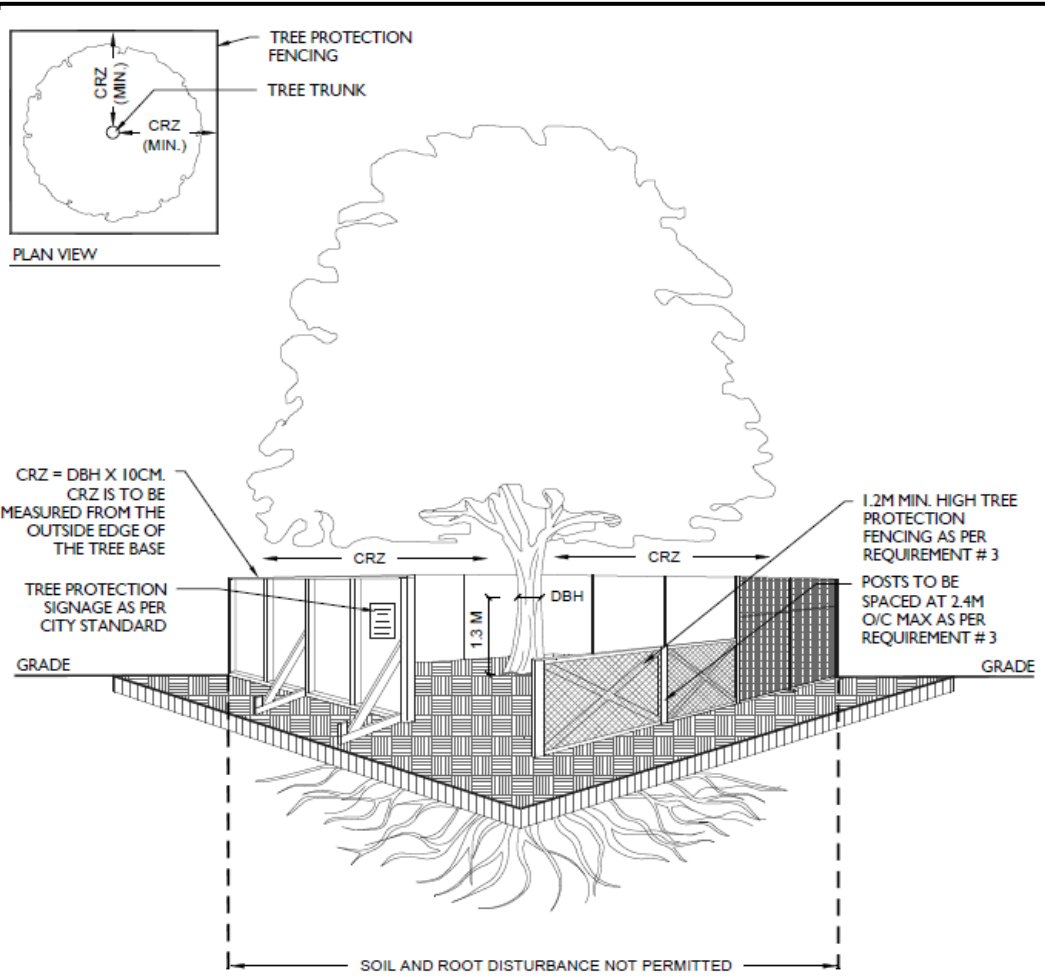 TREE PROTECTION
FENCING
TREE TRUNK
CRZ
(MIN.)
CRZ
(MIN.)
PLAN VIEW
CRZ = DBH X 10CM.
CRZ IS TO BE
MEASURED FROM THE
OUTSIDE EDGE OF
THE TREE BASE
TREE PROTECTION
SIGNAGE AS PER
CITY STANDARD
GRADE
CRZ
CRZ
DBH
1.3 M
1.2M MIN. HIGH TREE
PROTECTION
FENCING AS PER
REQUIREMENT # 3
POSTS TO BE
SPACED AT 2.4M
O/C MAX AS PER
REQUIREMENT # 3
GRADE
SOIL AND ROOT DISTURBANCE NOT PERMITTED